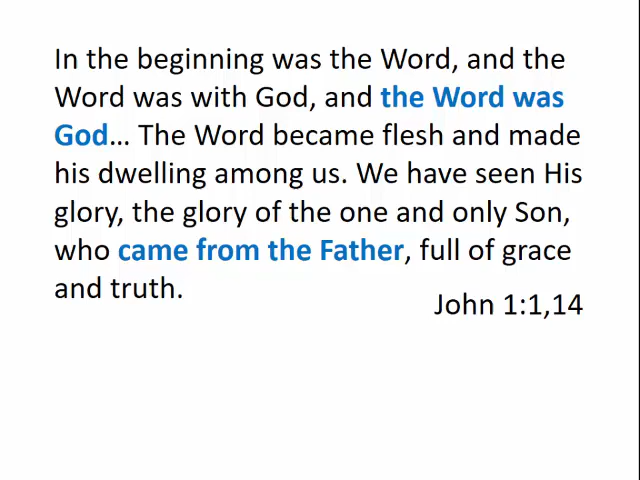 In the beginning was the Word, and the
Word was with God, and the Word was
God... The Word became flesh and made
his dwelling among us. We have seen His
glory, the glory of the one and only Son,
who came from the Father, full of grace
and truth.
John 1:1,14